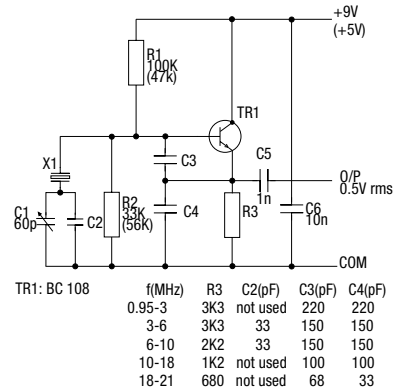 +9V
(+5V)
R1
100K
(47k)
TR1
X1
C3
C5
1n
O/P
0.5V rms
C1
60p
C2
R2
33K
(56K)
C4
R3
C6
10n
COM
TR1: BC 108
f(MHz) R3 C2(pF) C3(pF) C4(pF)
0.95-3 3K3 not used 220 220
3-6 3K3 33 150 150
6-10 2K2 33 150 150
10-18 1K2 not used 100 100
18-21 680 not used 68 33